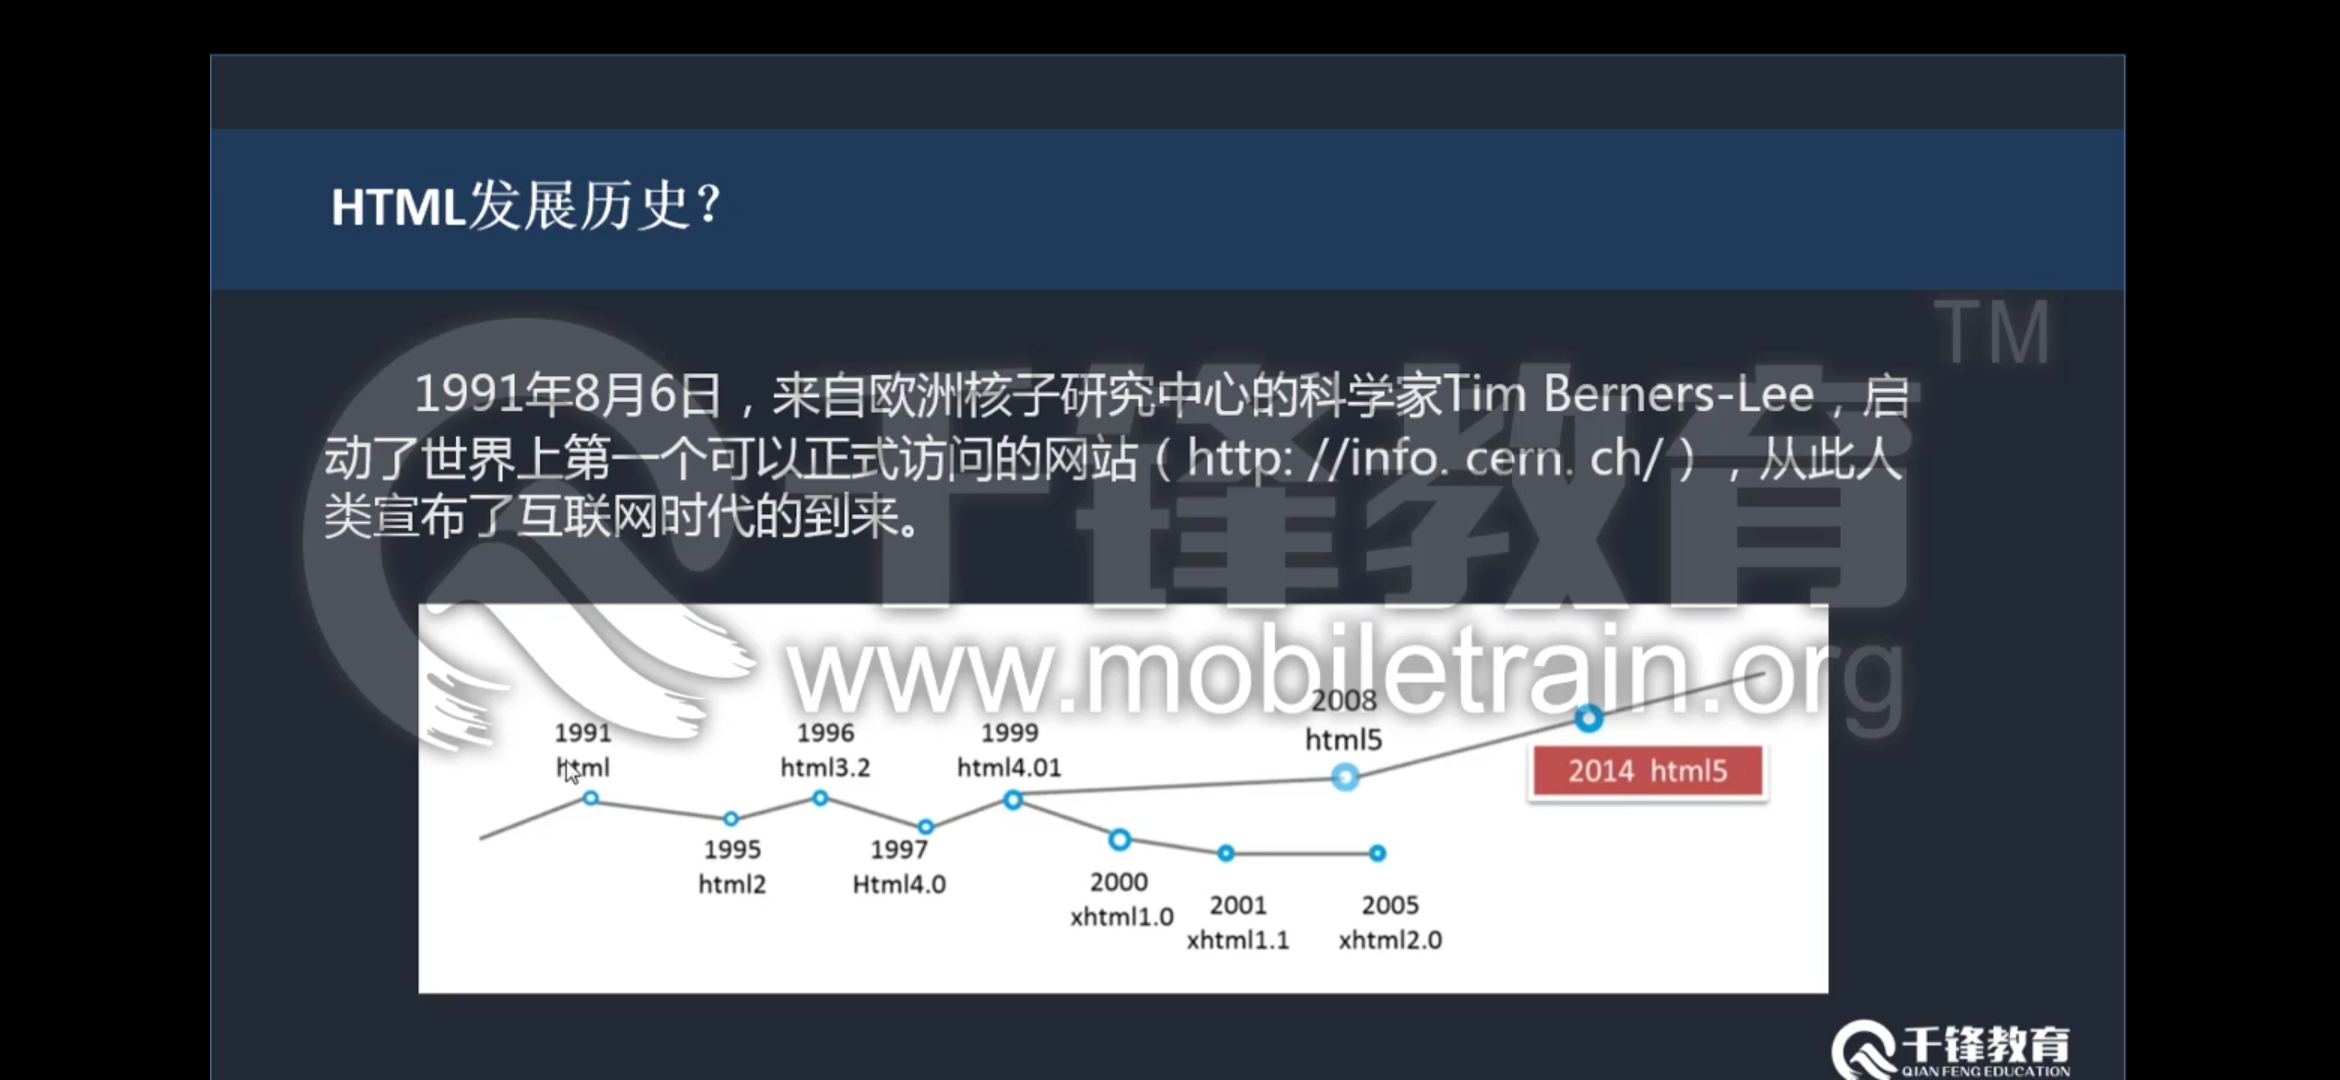 HTML发展历史？
TM
1991年8月6日，来自欧洲核子研究中心的科学家Tim Berners-Lee，启
动了世界上第一个可以正式访问的网站（http: //info. cern. ch/），从此人
类宣布了互联网时代的到来。
千锋教育
www.mobiletrain.org
1991
html
1995
html2
1996
html3.2
1997
Html4.0
1999
html4.01
2000
xhtml1.0
2001
xhtml1.1
2005
xhtml2.0
2008
html5
2014 html5
千锋教育
QIANFENG EDUCATION